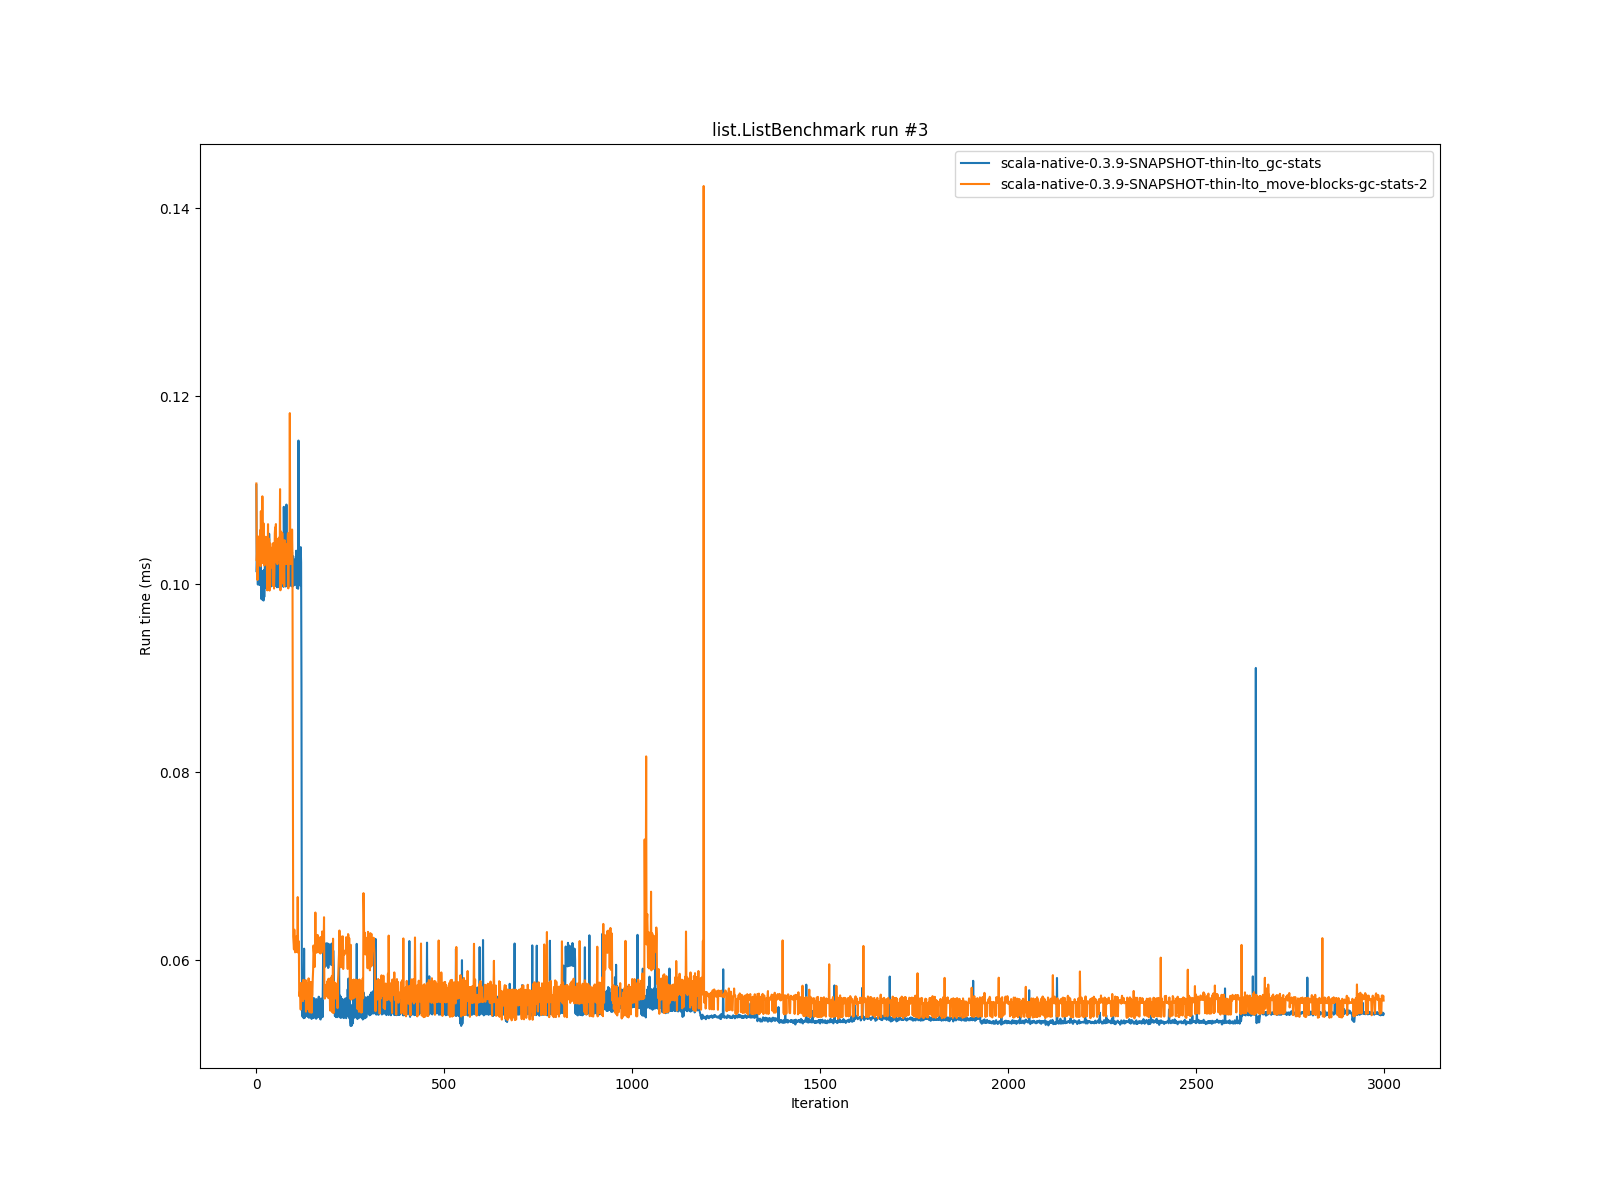 list.ListBenchmark run #3
scala-native-0.3.9-SNAPSHOT-thin-lto_gc-stats
scala-native-0.3.9-SNAPSHOT-thin-lto_move-blocks-gc-stats-2
Run time (ms)
0.14
0.12
0.10
0.08
0.06
0 500 1000 1500 2000 2500 3000
Iteration